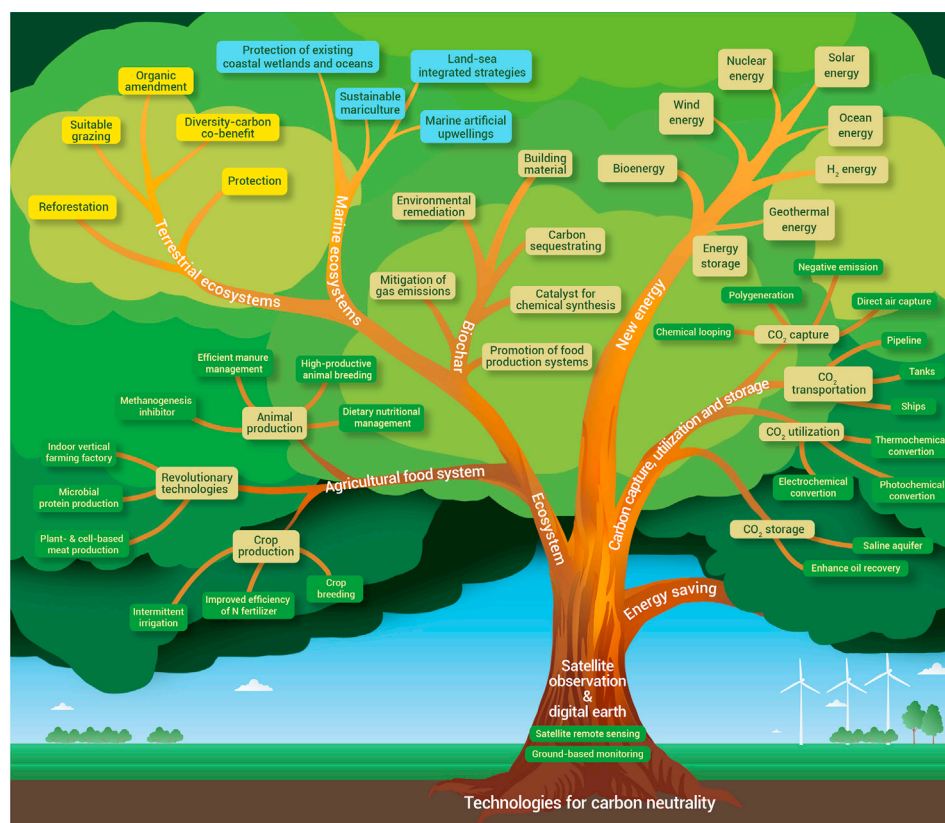 Protection of existing
coastal wetlands and oceans
Land-sea
integrated strategies
Organic
amendment
Sustainable
mariculture
Suitable
grazing
Diversity-carbon
co-benefit
Marine artificial
upwellings
Protection
Reforestation
Terrestrial ecosystems
Marine ecosystems
Building
material
Environmental
remediation
Carbon
sequestrating
Mitigation of
gas emissions
Catalyst for
chemical synthesis
Promotion of food
production systems
Biochar
Nuclear
energy
Solar
energy
Wind
energy
Ocean
energy
Bioenergy
H₂ energy
Geothermal
energy
Energy
storage
New energy
Negative emission
Polygeneration
Direct air capture
Chemical looping
CO₂ capture
Pipeline
CO₂
transportation
Tanks
Ships
CO₂ utilization
Thermochemical
convertion
Electrochemical
convertion
Photochemical
convertion
CO₂ storage
Saline aquifer
Enhance oil recovery
Carbon capture, utilization and storage
Efficient manure
management
High-productive
animal breeding
Methanogenesis
inhibitor
Animal
production
Dietary nutritional
management
Indoor vertical
farming factory
Revolutionary
technologies
Agricultural food system
Microbial
protein production
Plant- & cell-based
meat production
Crop
production
Intermittent
irrigation
Improved efficiency
of N fertilizer
Crop
breeding
Ecosystem
Energy saving
Satellite
observation
&
digital earth
Satellite remote sensing
Ground-based monitoring
Technologies for carbon neutrality